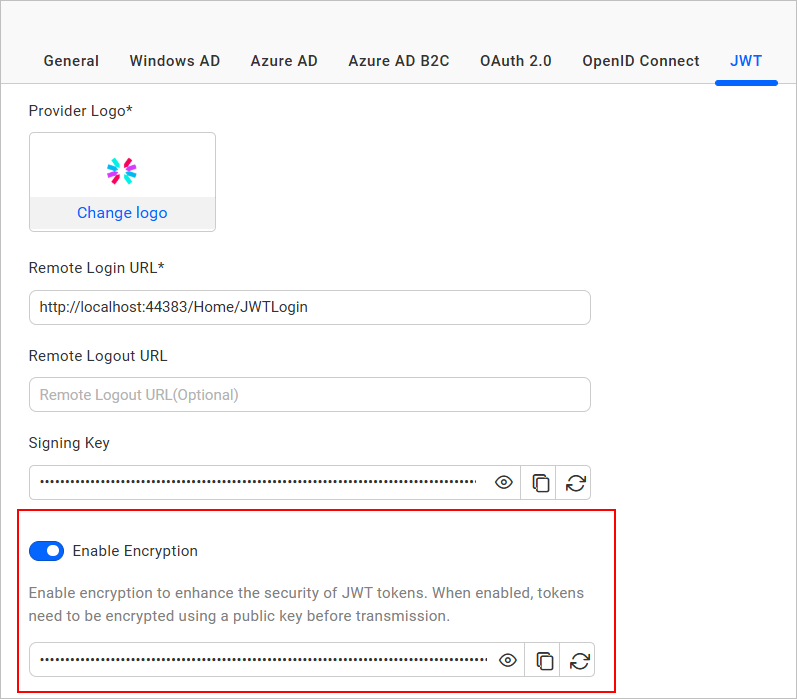 General Windows AD Azure AD Azure AD B2C OAuth 2.0 OpenID Connect JWT
Provider Logo*
Change logo
Remote Login URL*
http://localhost:44383/Home/JWTLogin
Remote Logout URL
Remote Logout URL(Optional)
Signing Key
Enable Encryption
Enable encryption to enhance the security of JWT tokens. When enabled, tokens
need to be encrypted using a public key before transmission.